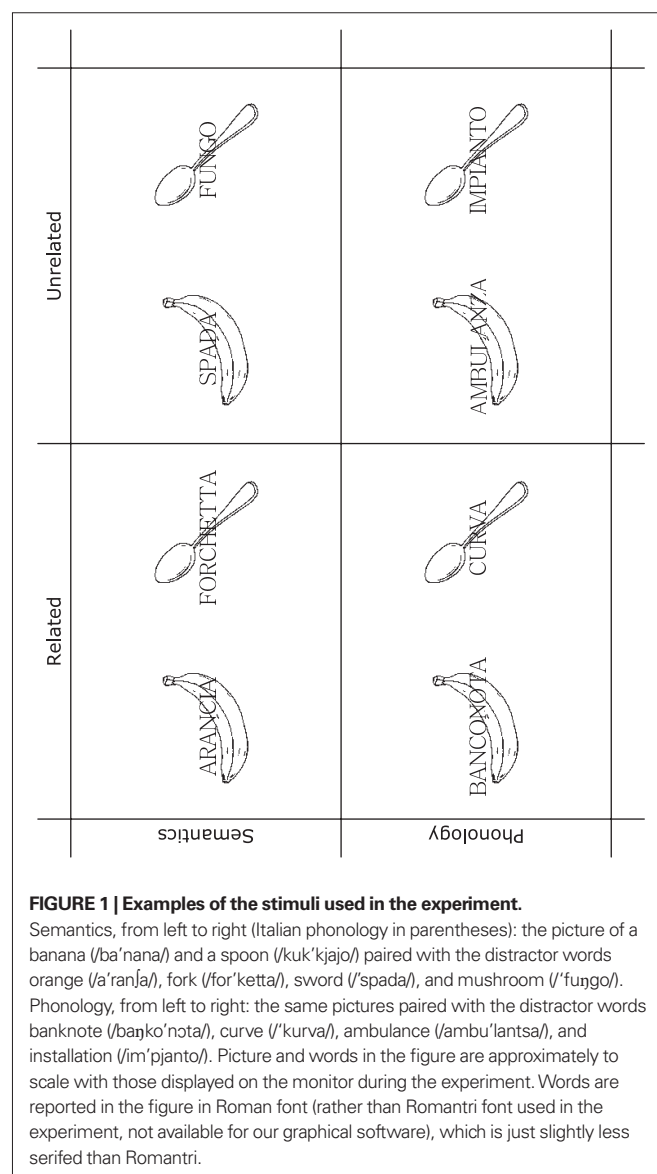 Related
Unrelated
Semantics
ARANCIA
FORCHETTA
SPADA
FUNGO
Phonology
BANCONOTA
CURVA
AMBULANZA
IMPIANTO
FIGURE 1 | Examples of the stimuli used in the experiment.
Semantics, from left to right (Italian phonology in parentheses): the picture of a
banana (/ba'nana/) and a spoon (/kuk'kjajo/) paired with the distractor words
orange (/a'ranʃa/), fork (/for'ketta/), sword (/'spada/), and mushroom (/'fuŋgo/).
Phonology, from left to right: the same pictures paired with the distractor words
banknote (/baŋko'nɔta/), curve (/'kurva/), ambulance (/ambu'lantsa/), and
installation (/im'pjanto/). Picture and words in the figure are approximately to
scale with those displayed on the monitor during the experiment. Words are
reported in the figure in Roman font (rather than Romantri font used in the
experiment, not available for our graphical software), which is just slightly less
serifed than Romantri.